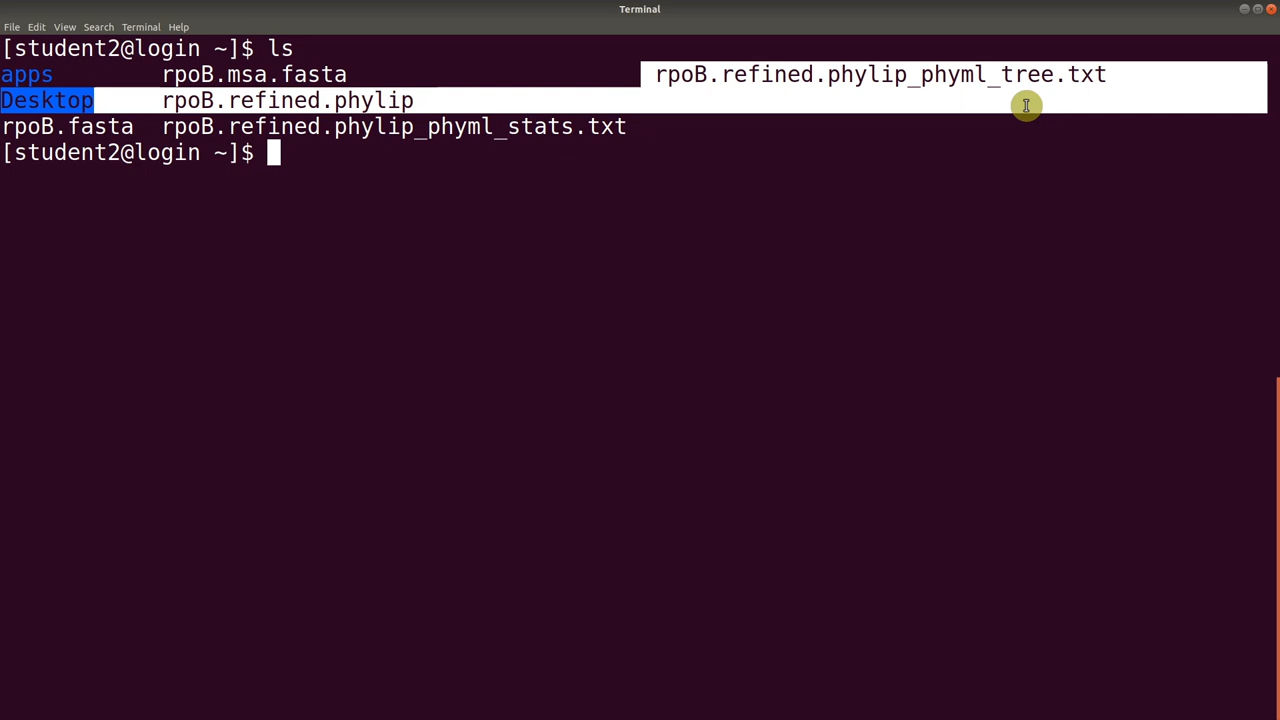 Terminal
File Edit View Search Terminal Help
[student2@login ~]$ ls
apps rpoB.msa.fasta rpoB.refined.phylip_phyml_tree.txt
Desktop rpoB.refined.phylip
rpoB.fasta rpoB.refined.phylip_phyml_stats.txt
[student2@login ~]$